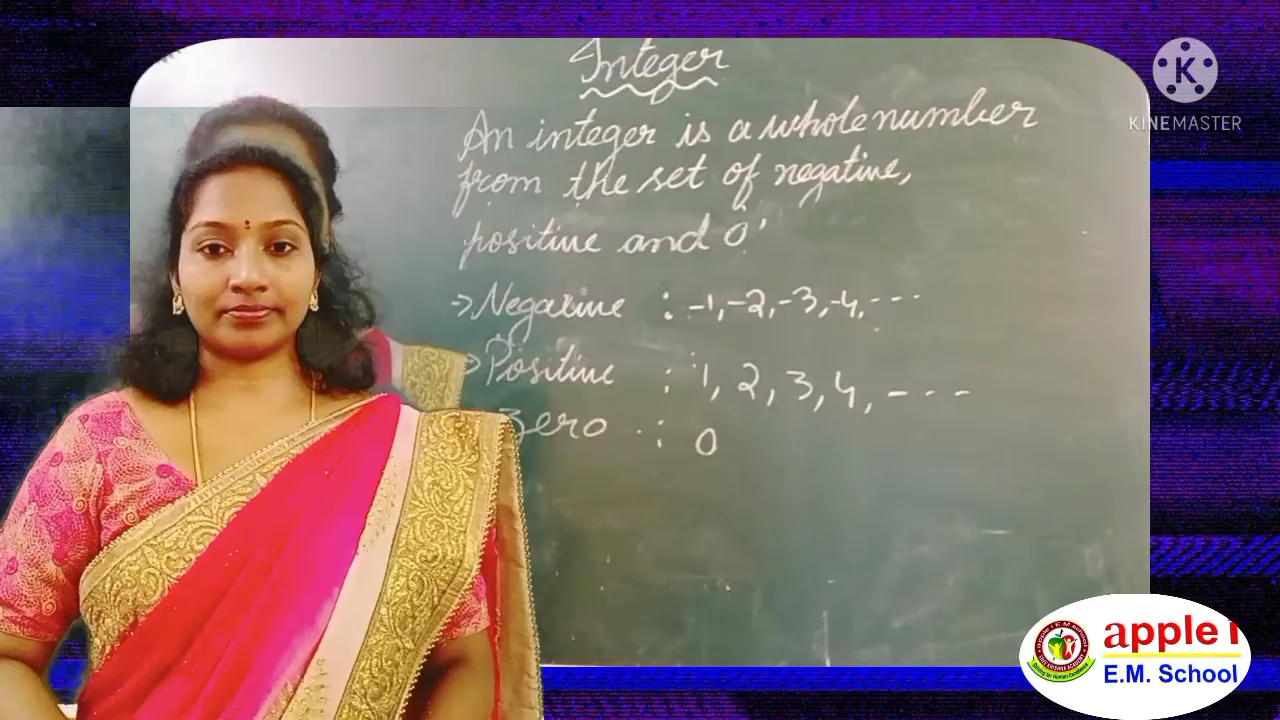 Integer
An integer is a whole number
from the set of negative,
positive and 0'
→ Negative : -1, -2, -3, -4, ---
→ Positive : 1, 2, 3, 4, ----
Zero : 0
KINEMASTER
apple i
E.M. School